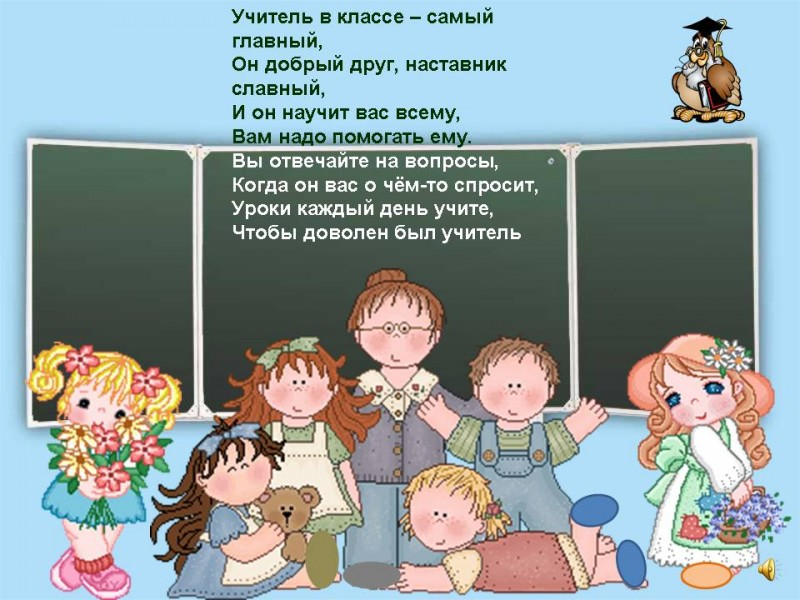 Учитель в классе – самый
главный,
Он добрый друг, наставник
славный,
И он научит вас всему,
Вам надо помогать ему.
Вы отвечайте на вопросы,
Когда он вас о чём-то спросит,
Уроки каждый день учите,
Чтобы доволен был учитель